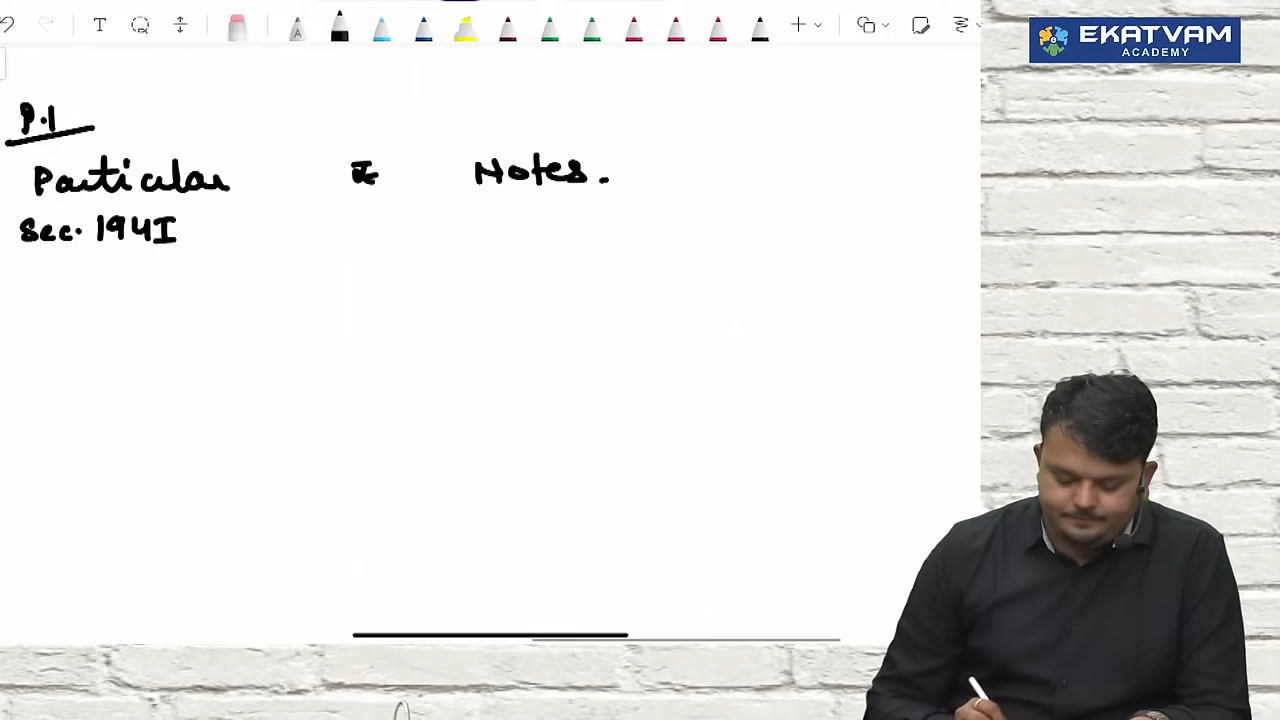 EKATVAM
ACADEMY
P.1
Particular ₹ Notes.
Sec. 194I